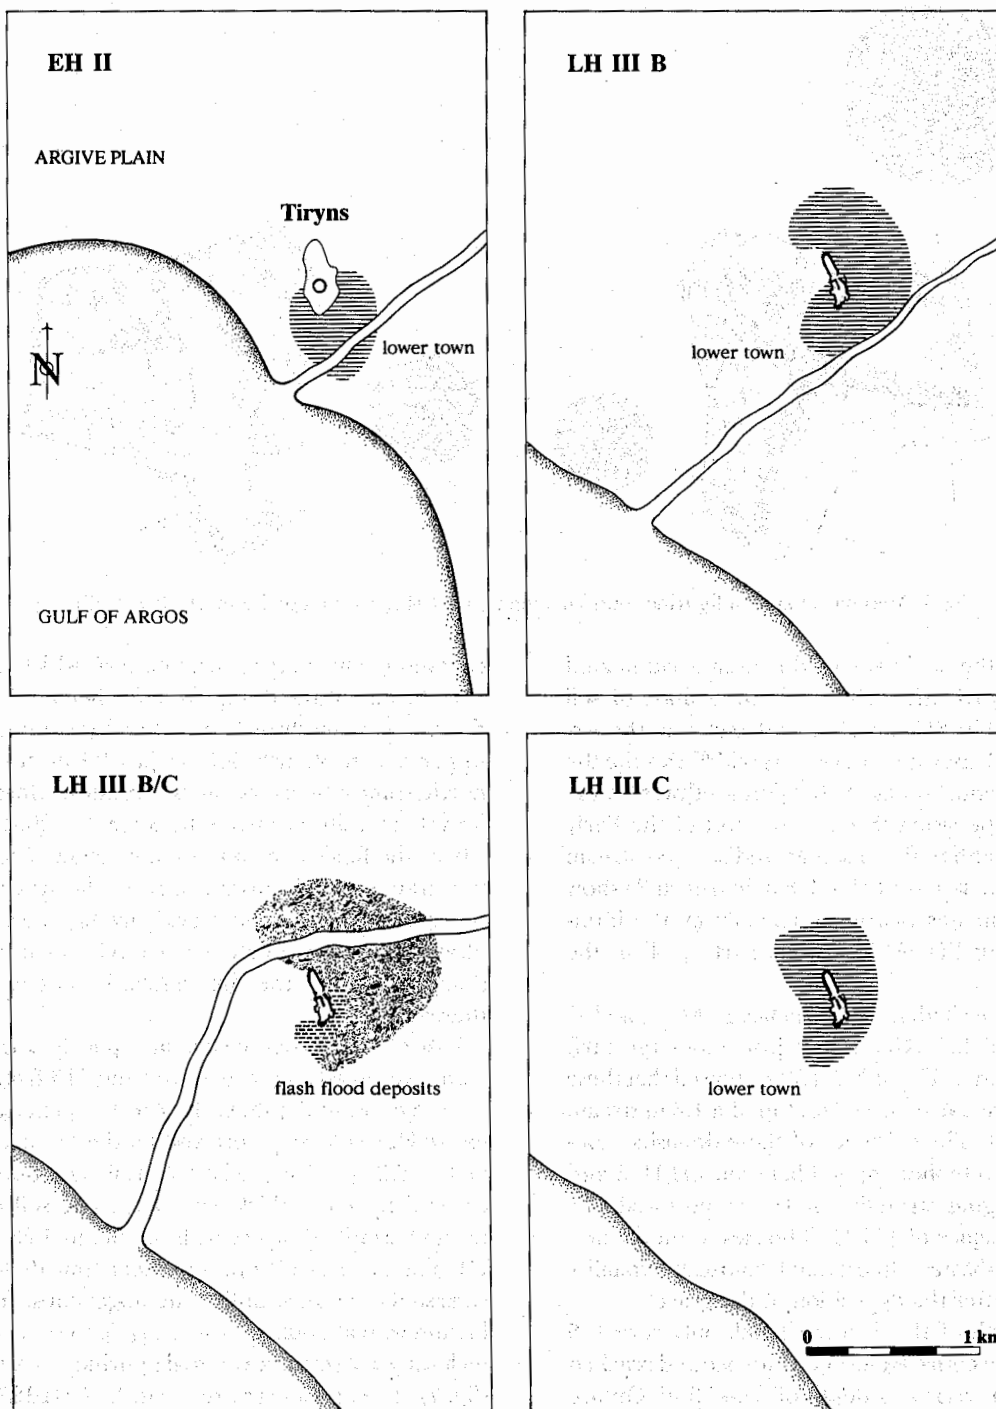 EH II
ARGIVE PLAIN
Tiryns
N
lower town
GULF OF ARGOS
LH III B
lower town
LH III B/C
flash flood deposits
LH III C
lower town
0 1 km